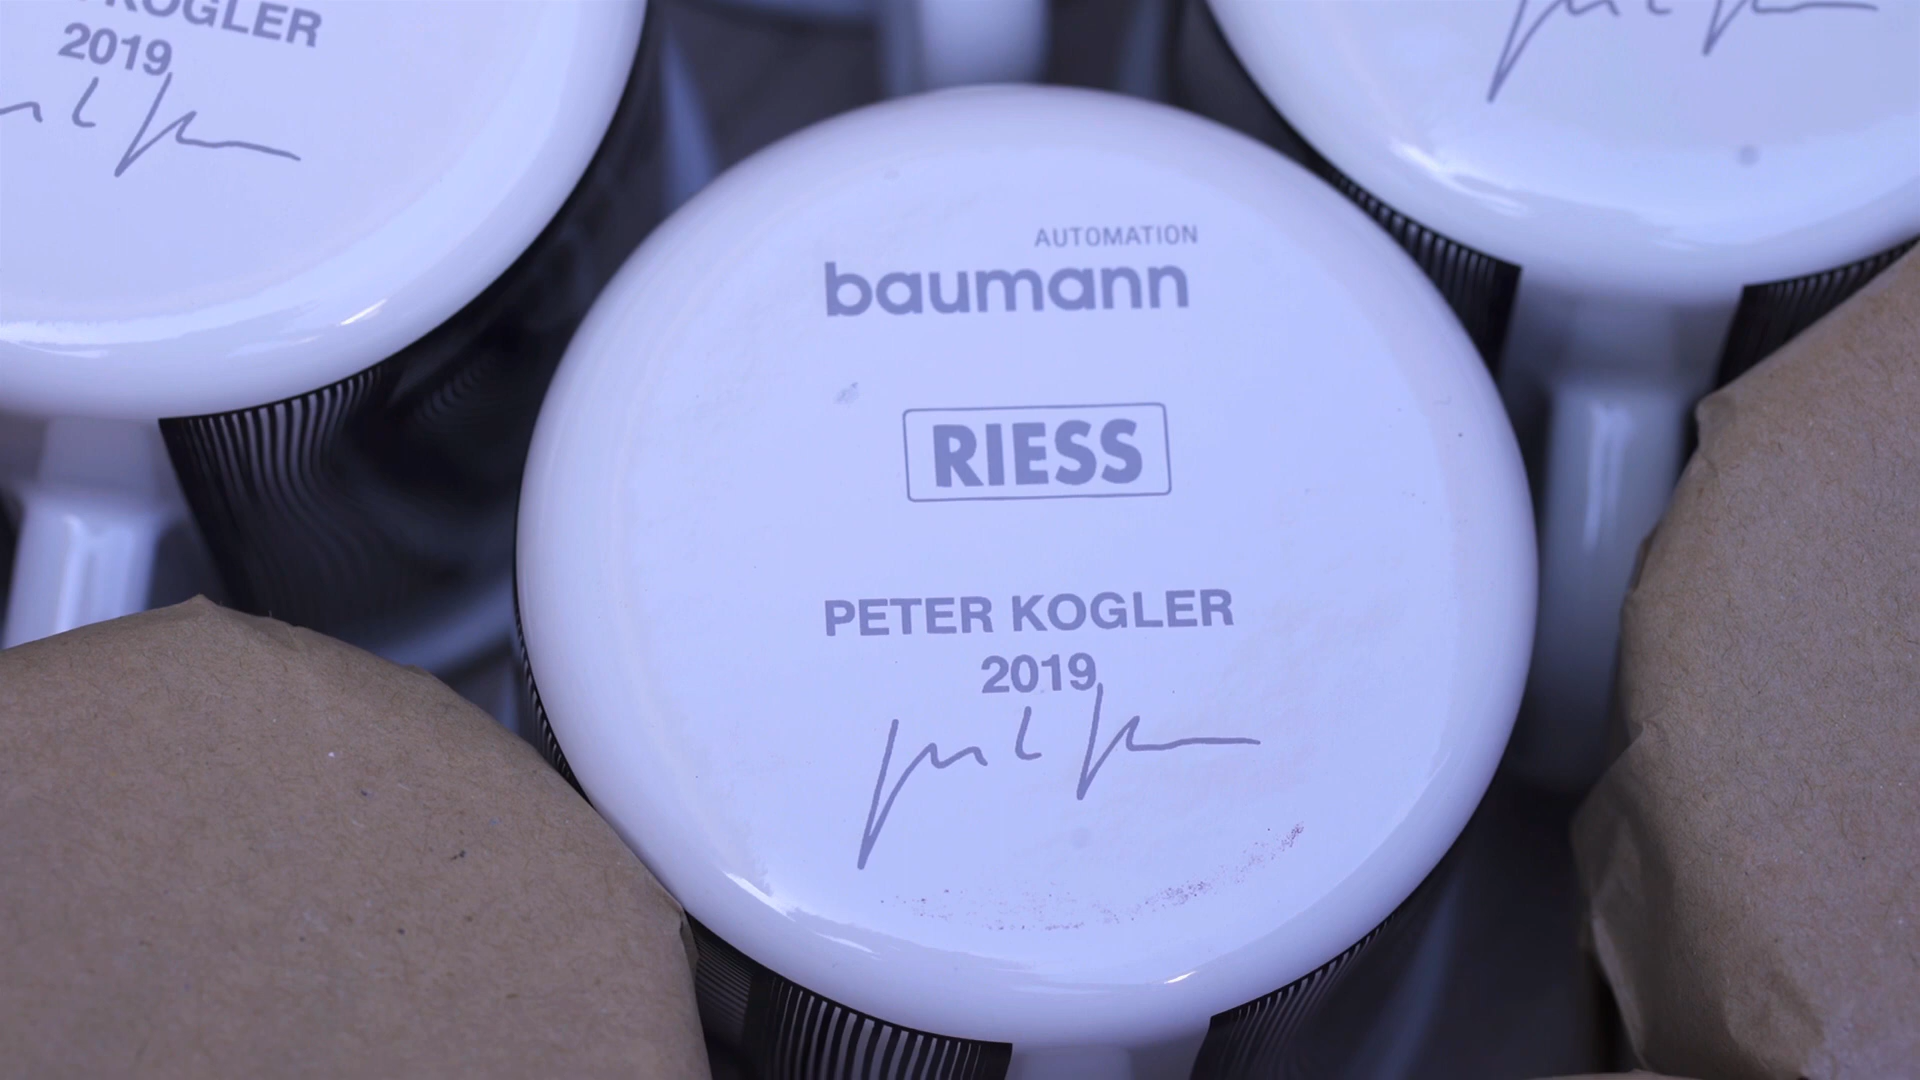 KOGLER
2019
AUTOMATION
baumann
RIESS
PETER KOGLER
2019